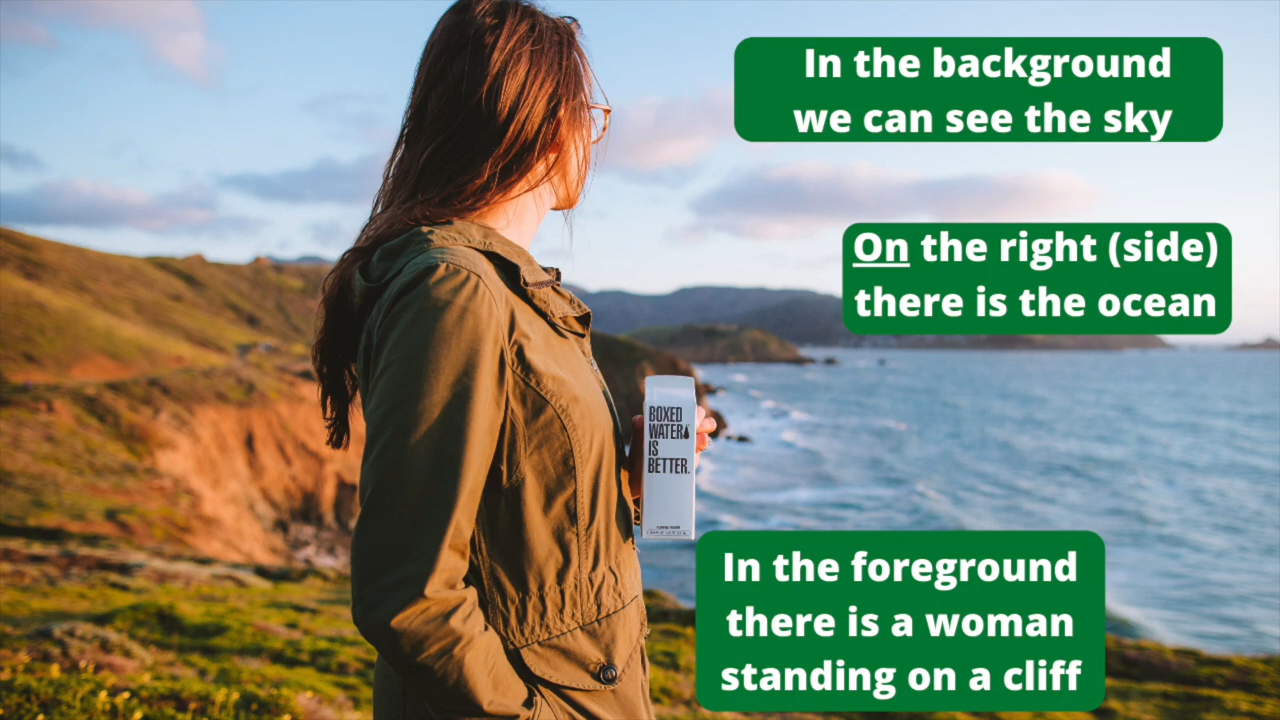 In the background
we can see the sky
On the right (side)
there is the ocean
BOXED
WATER
IS
BETTER.
In the foreground
there is a woman
standing on a cliff